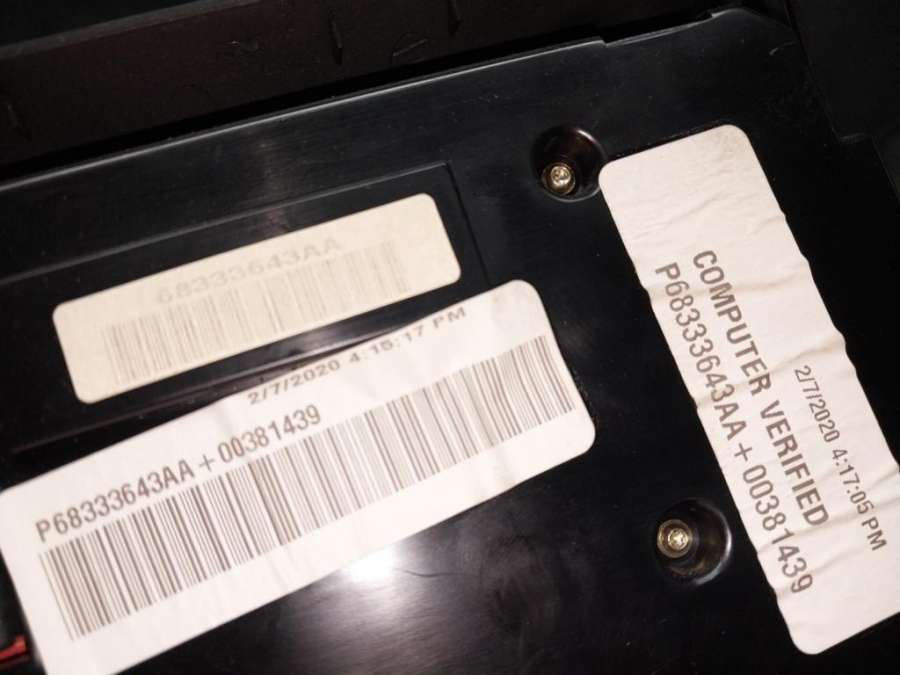 68333643AA
2/7/2020 4:15:17 PM
P68333643AA + 00381439
2/7/2020 4:17:05 PM
COMPUTER VERIFIED
P68333643AA + 00381439